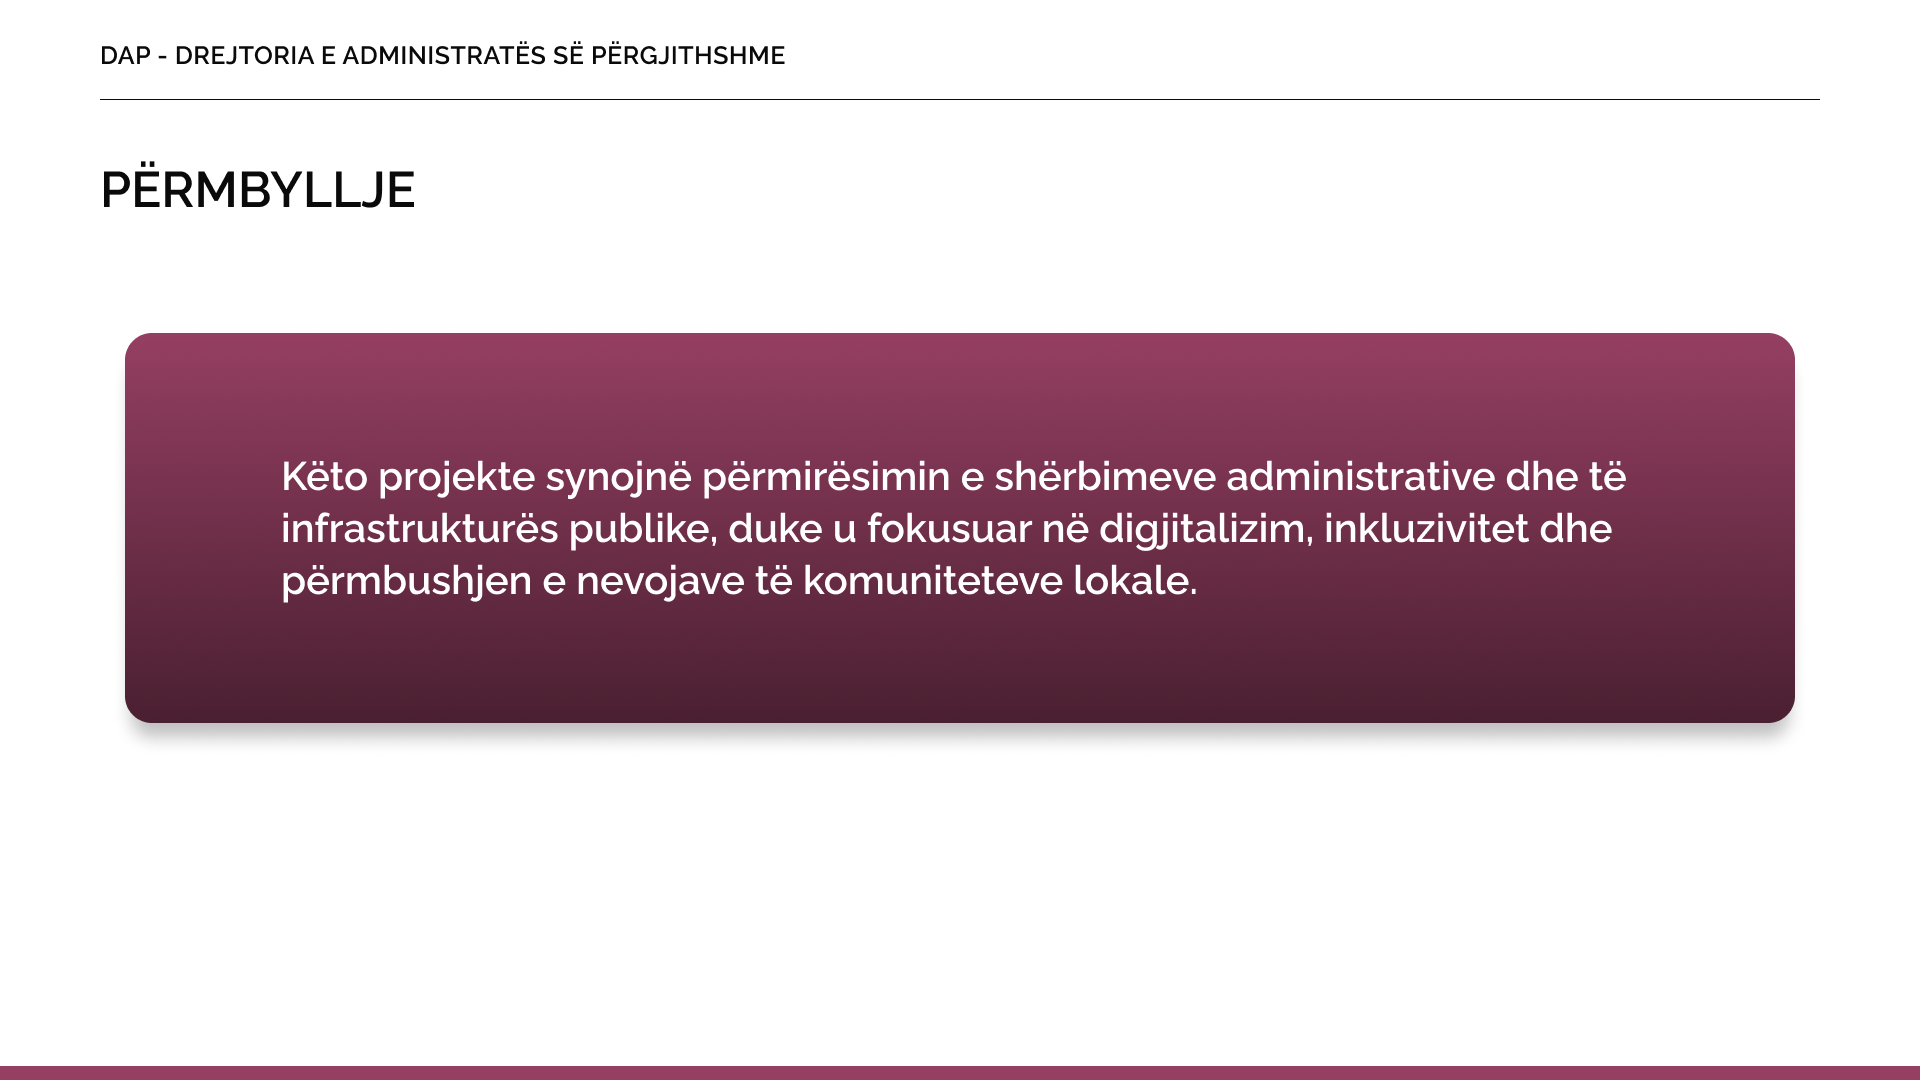 DAP - DREJTORIA E ADMINISTRATËS SË PËRGJITHSHME
PËRMBYLLJE
Këto projekte synojnë përmirësimin e shërbimeve administrative dhe të
infrastrukturës publike, duke u fokusuar në digjitalizim, inkluzivitet dhe
përmbushjen e nevojave të komuniteteve lokale.